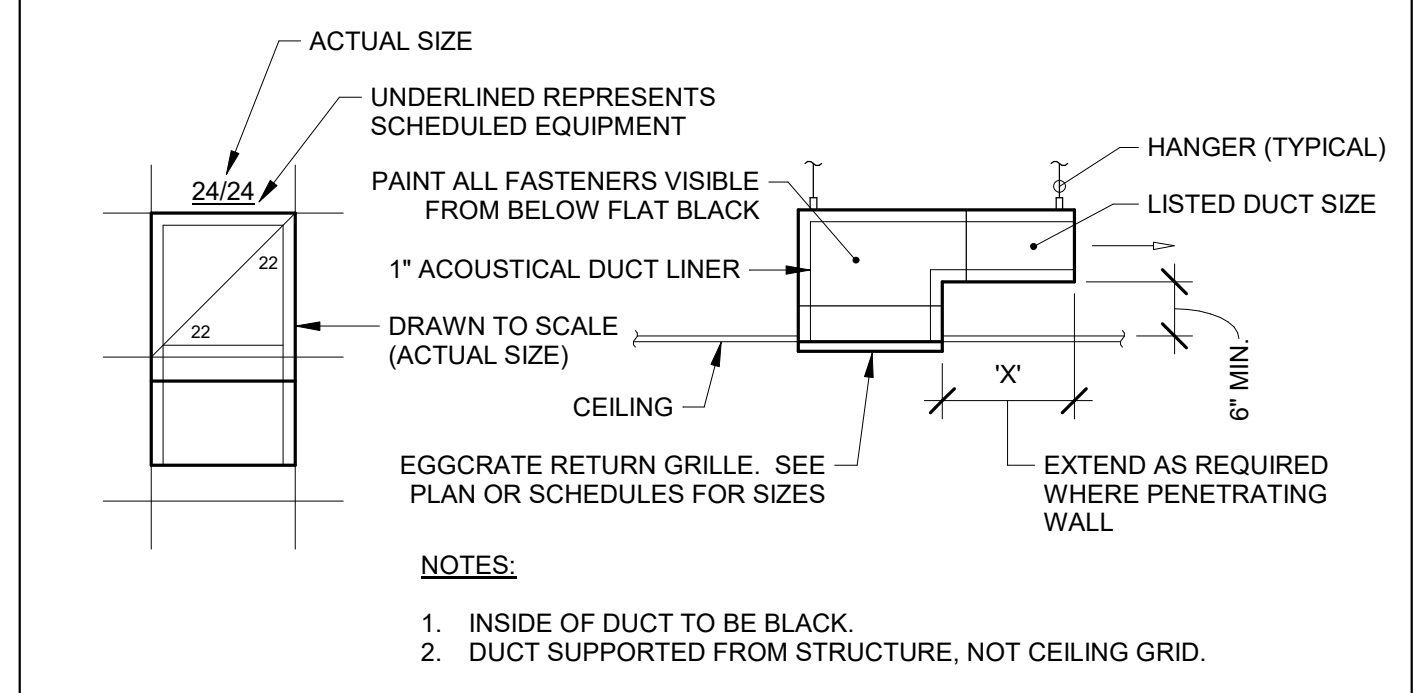 ACTUAL SIZE
UNDERLINED REPRESENTS
SCHEDULED EQUIPMENT
24/24
22
22
PAINT ALL FASTENERS VISIBLE
FROM BELOW FLAT BLACK
1" ACOUSTICAL DUCT LINER
DRAWN TO SCALE
(ACTUAL SIZE)
CEILING
EGGCRATE RETURN GRILLE. SEE
PLAN OR SCHEDULES FOR SIZES
HANGER (TYPICAL)
LISTED DUCT SIZE
6" MIN.
'X'
EXTEND AS REQUIRED
WHERE PENETRATING
WALL
NOTES:
1. INSIDE OF DUCT TO BE BLACK.
2. DUCT SUPPORTED FROM STRUCTURE, NOT CEILING GRID.